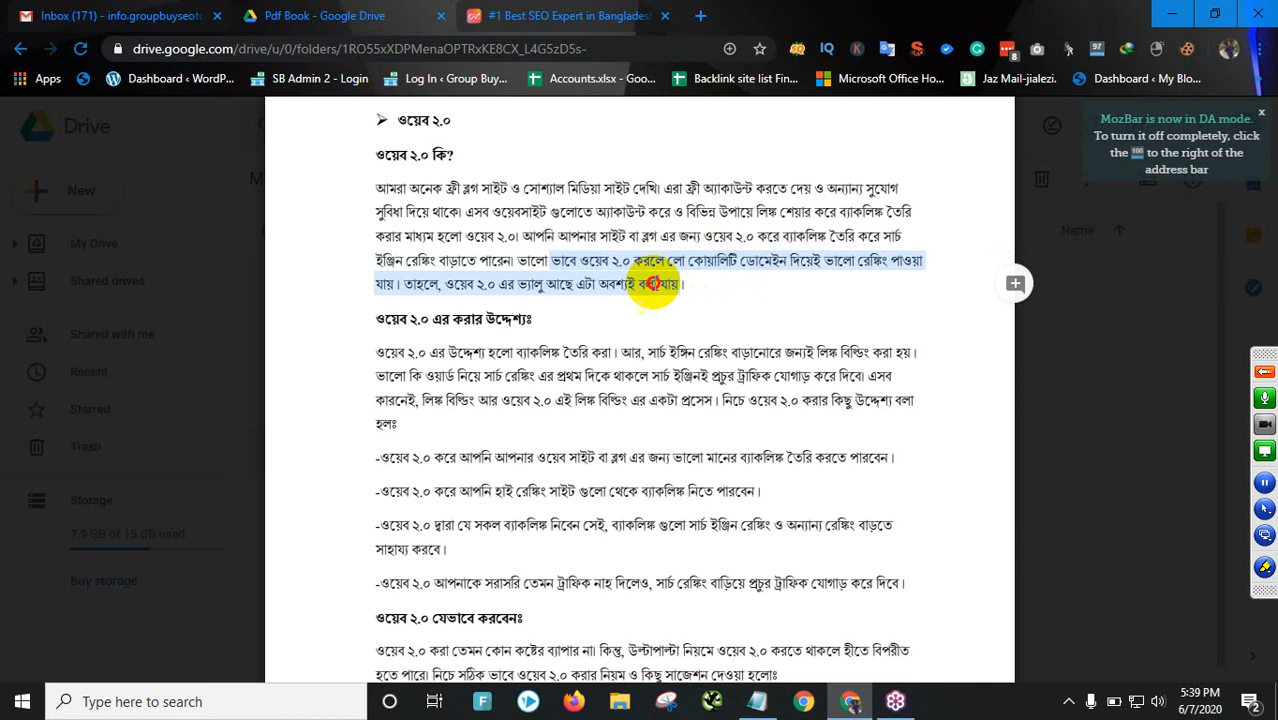 Inbox (171) - info.groupbuyseot
Pdf Book - Google Drive
#1 Best SEO Expert in Bangladesh
drive.google.com/drive/u/0/folders/1RO55xXDPMenaOPTRxKE8CX_L4G5zD5s-
Apps
Dashboard ‹ WordP...
SB Admin 2 - Login
Log In ‹ Group Buy...
Accounts.xlsx - Goo...
Backlink site list Fin...
Microsoft Office Ho...
Jaz Mail-jialezi.
Dashboard ‹ My Blo...
Drive
New
My Drive
Shared drives
Shared with me
Recent
Starred
Trash
Storage
7.9 GB of 15 GB used
Buy storage
Name
MozBar is now in DA mode.
To turn it off completely, click
the 100 to the right of the
address bar
➢ ওয়েব ২.০
ওয়েব ২.০ কি?
আমরা অনেক ফ্রী ব্লগ সাইট ও সোশ্যাল মিডিয়া সাইট দেখি। এরা ফ্রী অ্যাকাউন্ট করতে দেয় ও অন্যান্য সুযোগ
সুবিধা দিয়ে থাকে। এসব ওয়েবসাইট গুলোতে অ্যাকাউন্ট করে ও বিভিন্ন উপায়ে লিঙ্ক শেয়ার করে ব্যাকলিঙ্ক তৈরি
করার মাধ্যম হলো ওয়েব ২.০। আপনি আপনার সাইট বা ব্লগ এর জন্য ওয়েব ২.০ করে ব্যাকলিঙ্ক তৈরি করে সার্চ
ইঞ্জিন রেঙ্কিং বাড়াতে পারেন। ভালো ভাবে ওয়েব ২.০ করলে লো কোয়ালিটি ডোমেইন দিয়েই ভালো রেঙ্কিং পাওয়া
যায়। তাহলে, ওয়েব ২.০ এর ভ্যালু আছে এটা অবশ্যই বলা যায়।
ওয়েব ২.০ এর করার উদ্দেশ্যঃ
ওয়েব ২.০ এর উদ্দেশ্য হলো ব্যাকলিঙ্ক তৈরি করা। আর, সার্চ ইঙ্গিন রেঙ্কিং বাড়ানোরে জন্যই লিঙ্ক বিল্ডিং করা হয়।
ভালো কি ওয়ার্ড নিয়ে সার্চ রেঙ্কিং এর প্রথম দিকে থাকলে সার্চ ইঞ্জিনই প্রচুর ট্রাফিক যোগাড় করে দিবে। এসব
কারনেই, লিঙ্ক বিল্ডিং আর ওয়েব ২.০ এই লিঙ্ক বিল্ডিং এর একটা প্রসেস। নিচে ওয়েব ২.০ করার কিছু উদ্দেশ্য বলা
হলঃ
-ওয়েব ২.০ করে আপনি আপনার ওয়েব সাইট বা ব্লগ এর জন্য ভালো মানের ব্যাকলিঙ্ক তৈরি করতে পারবেন।
-ওয়েব ২.০ করে আপনি হাই রেঙ্কিং সাইট গুলো থেকে ব্যাকলিঙ্ক নিতে পারবেন।
-ওয়েব ২.০ দ্বারা যে সকল ব্যাকলিঙ্ক নিবেন সেই, ব্যাকলিঙ্ক গুলো সার্চ ইঞ্জিন রেঙ্কিং ও অন্যান্য রেঙ্কিং বাড়তে
সাহায্য করবে।
-ওয়েব ২.০ আপনাকে সরাসরি তেমন ট্রাফিক নাহ দিলেও, সার্চ রেঙ্কিং বাড়িয়ে প্রচুর ট্রাফিক যোগাড় করে দিবে।
ওয়েব ২.০ যেভাবে করবেনঃ
ওয়েব ২.০ করা তেমন কোন কষ্টের ব্যাপার না। কিন্তু, উল্টাপাল্টা নিয়মে ওয়েব ২.০ করতে থাকলে হীতে বিপরীত
হতে পারে। নিচে সঠিক ভাবে ওয়েব ২.০ করার নিয়ম ও কিছু সাজেশন দেওয়া হলোঃ
Type here to search
5:39 PM
6/7/2020